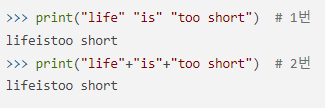 >>> print("life" "is" "too short")  # 1번
lifeistoo short
>>> print("life"+"is"+"too short")  # 2번
lifeistoo short